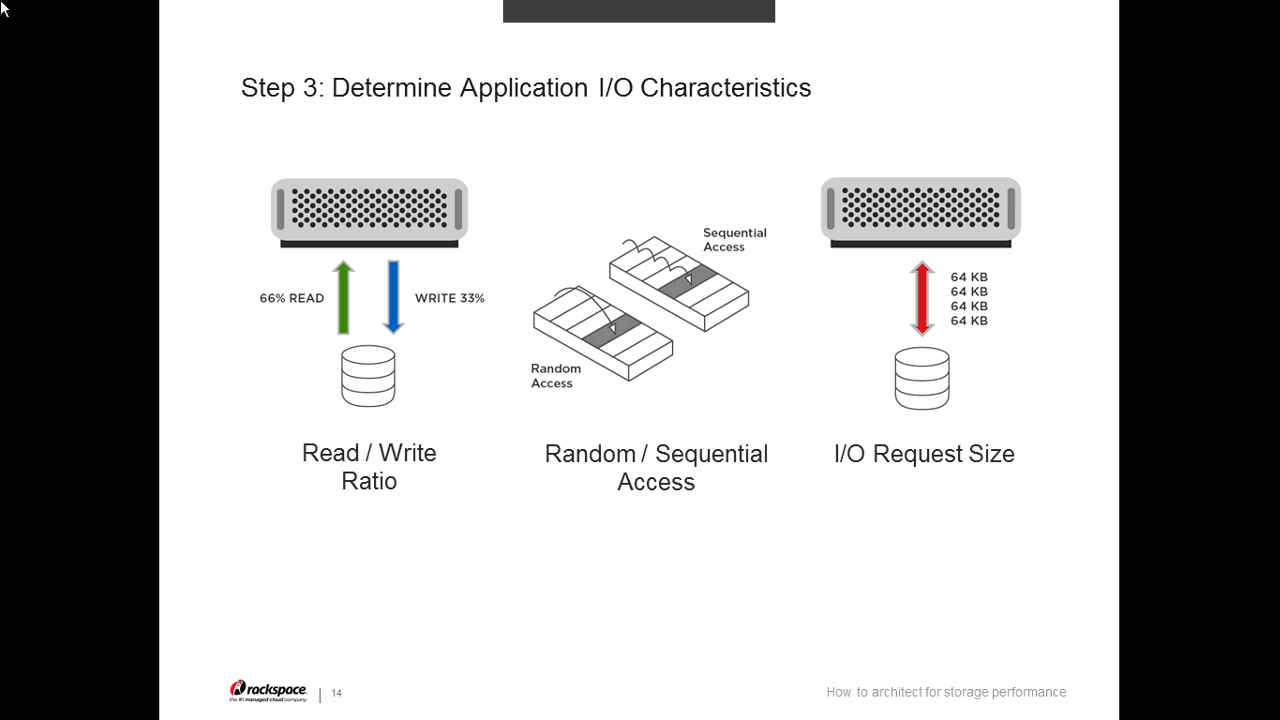 Step 3: Determine Application I/O Characteristics
66% READ
WRITE 33%
Sequential
Access
Random
Access
64 KB
64 KB
64 KB
64 KB
Read / Write
Ratio
Random / Sequential
Access
I/O Request Size
rackspace.
the #1 managed cloud company
14
How to architect for storage performance